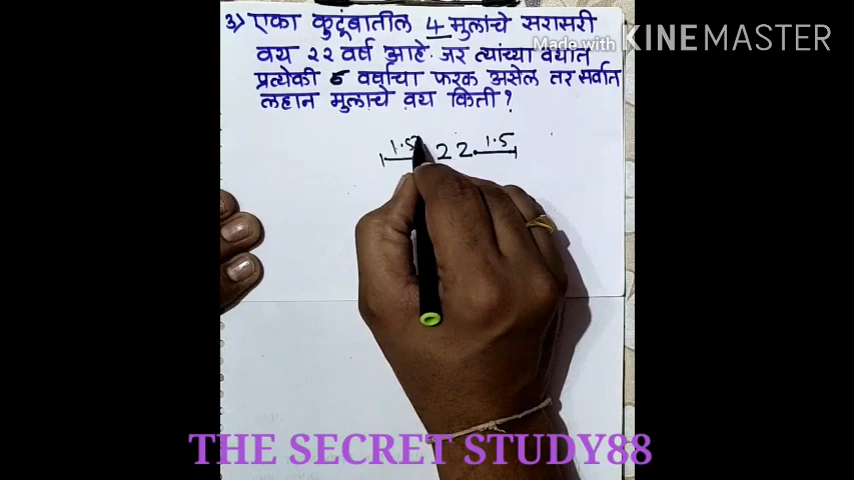 3) एका कुटूंबातील 4 मुलांचे सरासरी
वय २२ वर्ष आहे. जर त्यांच्या वयात
Made with KINEMASTER
प्रत्येकी 6 वर्षाचा फरक असेल तर सर्वात
लहान मुलाचे वय किती ?
1.5 22 1.5
THE SECRET STUDY88